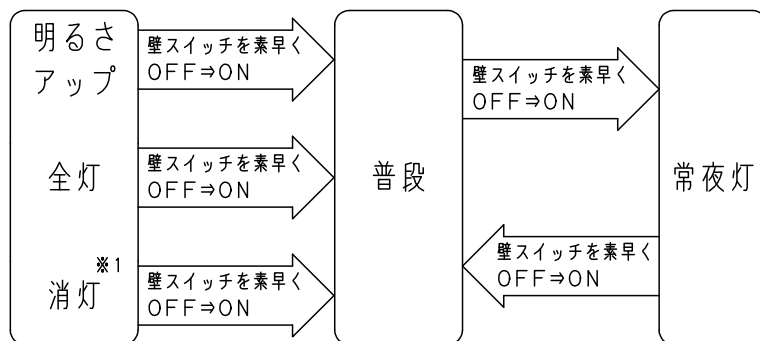 明るさ
アップ
全灯
※1
消灯
壁スイッチを素早く
OFF⇒ON
壁スイッチを素早く
OFF⇒ON
壁スイッチを素早く
OFF⇒ON
普段
壁スイッチを素早く
OFF⇒ON
壁スイッチを素早く
OFF⇒ON
常夜灯